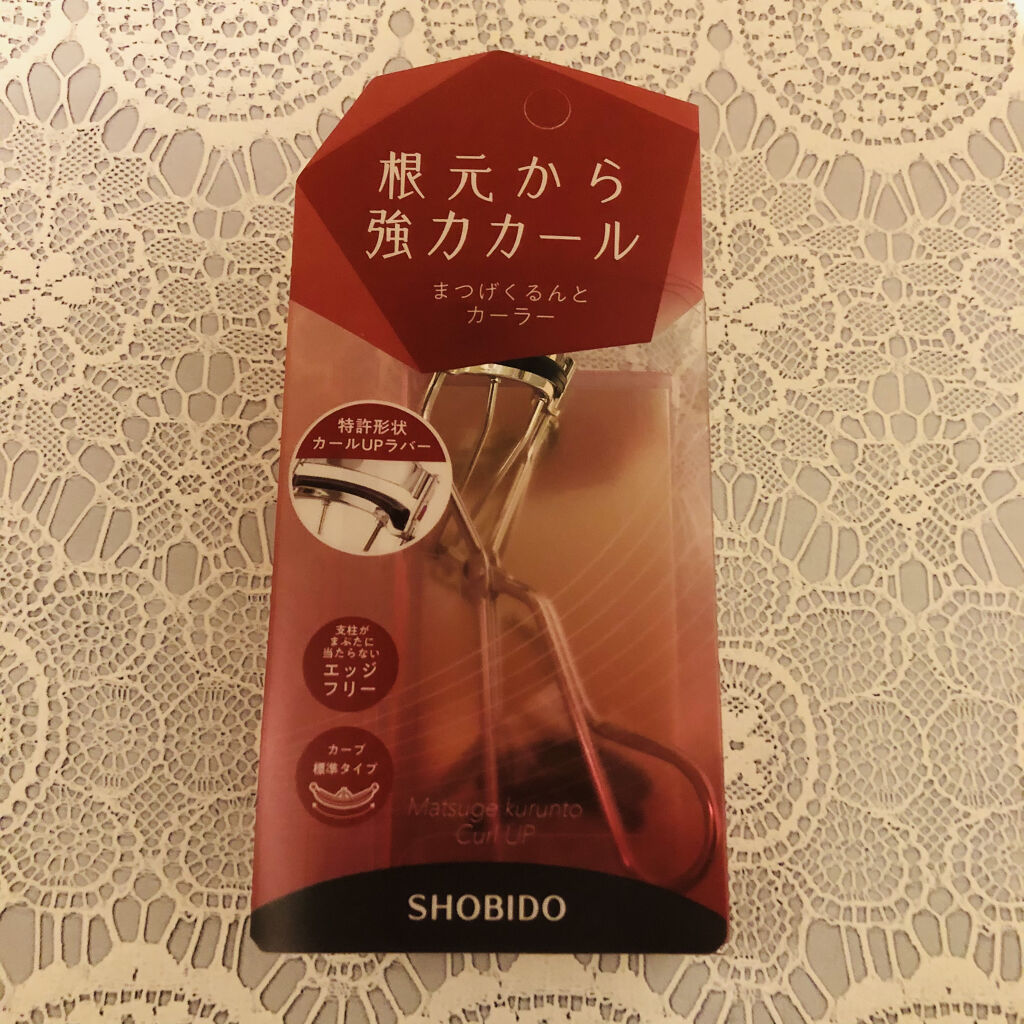 根元から
強力カール
まつげくるんと
カーラー
特許形状
カールUPラバー
支柱が
まぶたに
当たらない
エッジ
フリー
カーブ
標準タイプ
Matsuge kurunto
Curl UP
SHOBIDO